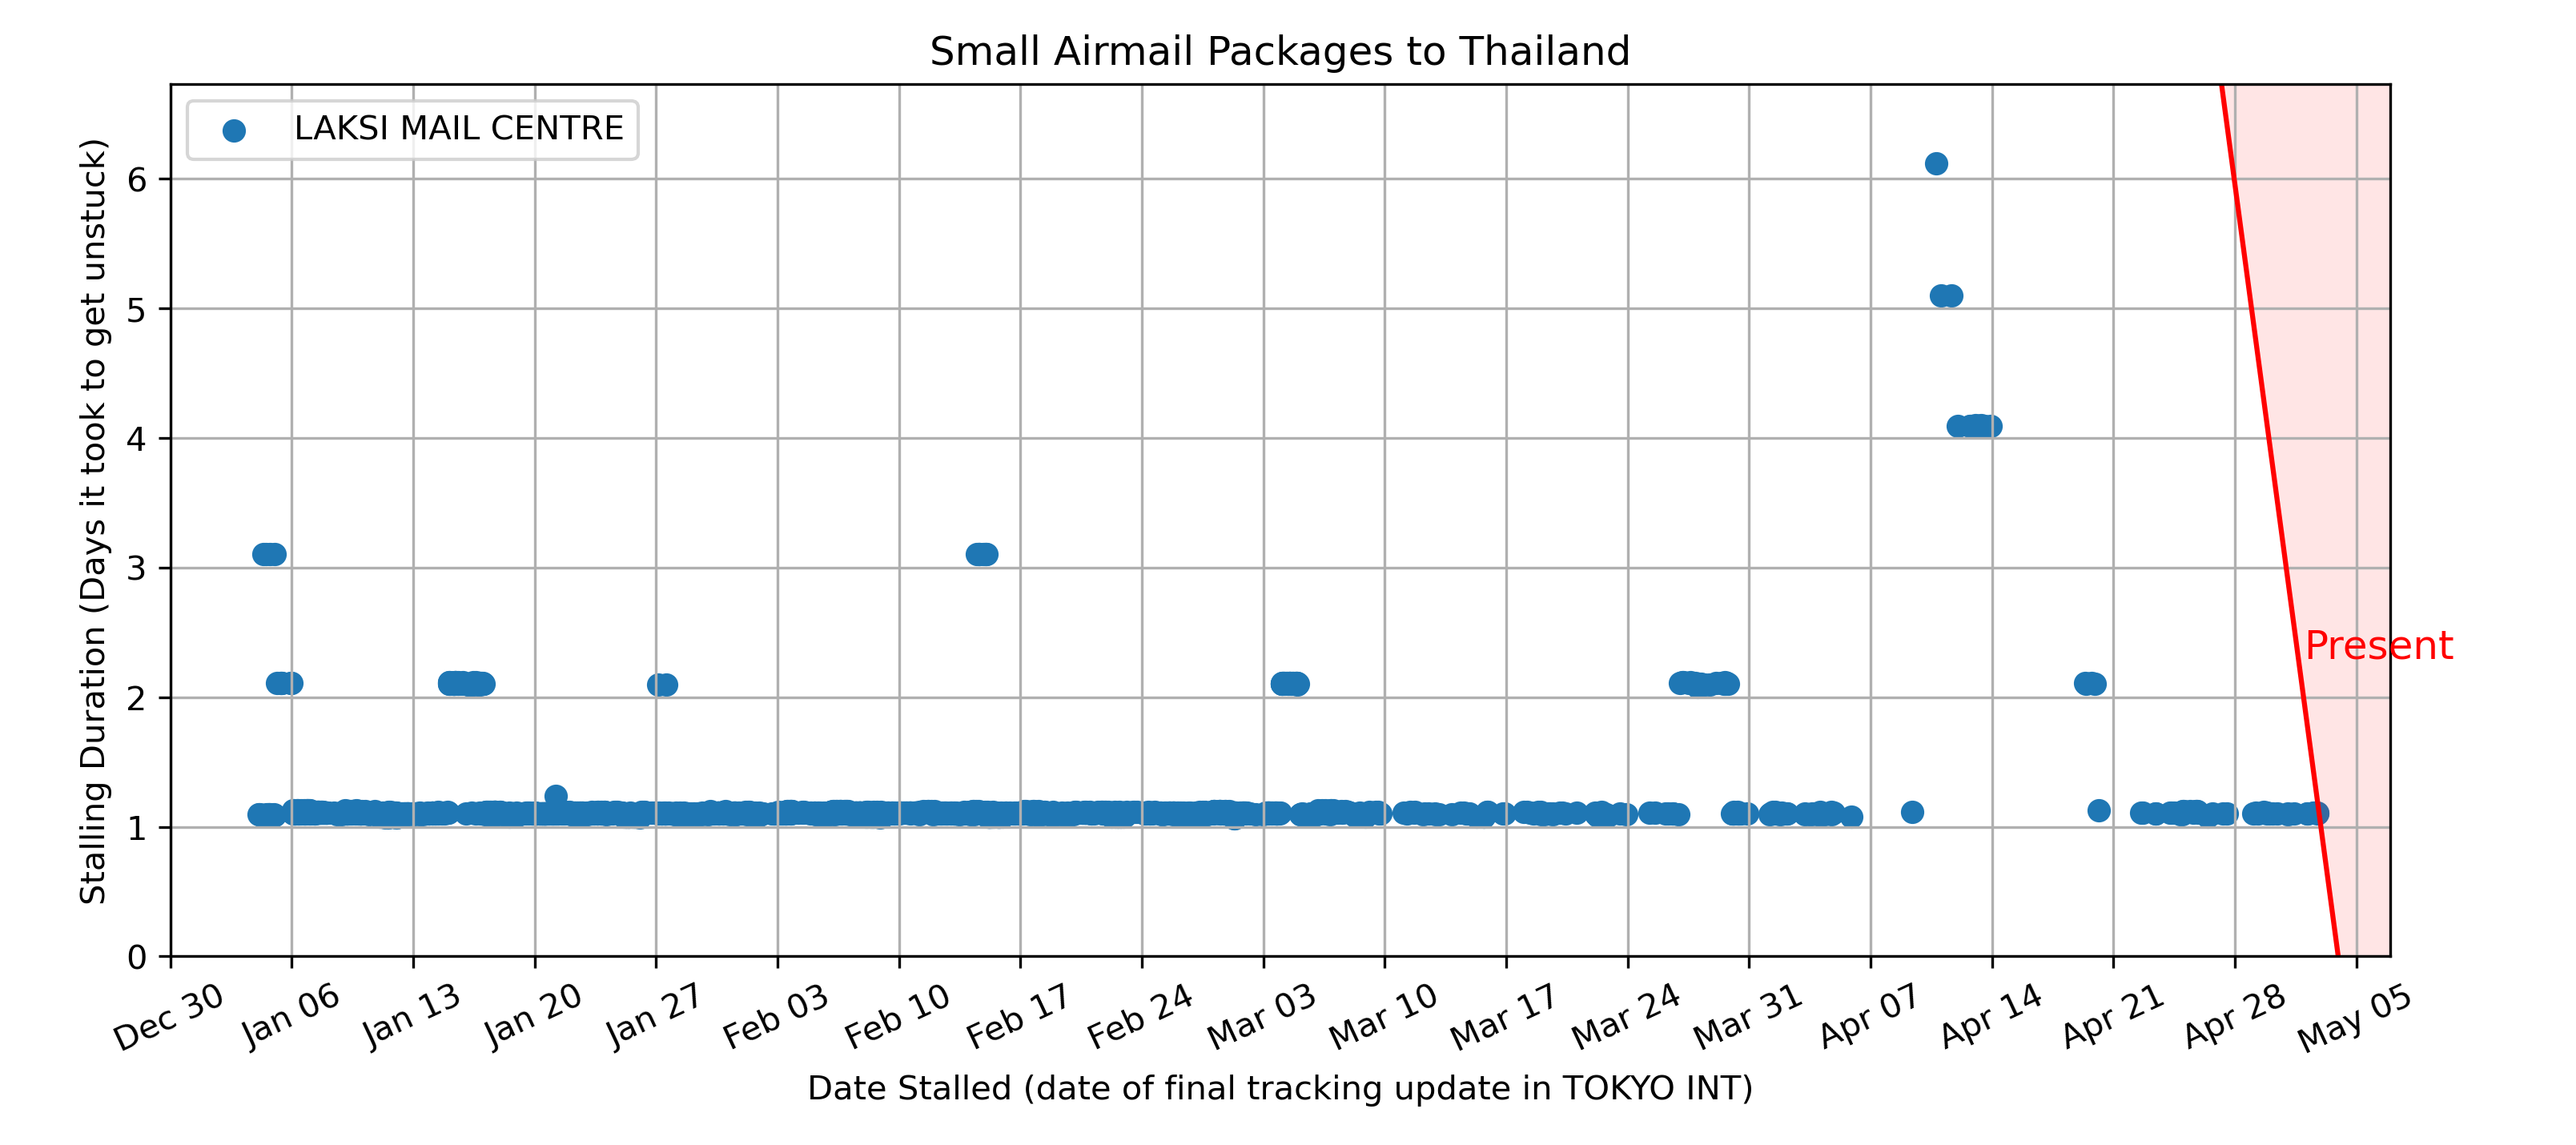 Small Airmail Packages to Thailand
LAKSI MAIL CENTRE
Stalling Duration (Days it took to get unstuck)
6
5
4
3
2
1
0
Present
Dec 30
Jan 06
Jan 13
Jan 20
Jan 27
Feb 03
Feb 10
Feb 17
Feb 24
Mar 03
Mar 10
Mar 17
Mar 24
Mar 31
Apr 07
Apr 14
Apr 21
Apr 28
May 05
Date Stalled (date of final tracking update in TOKYO INT)